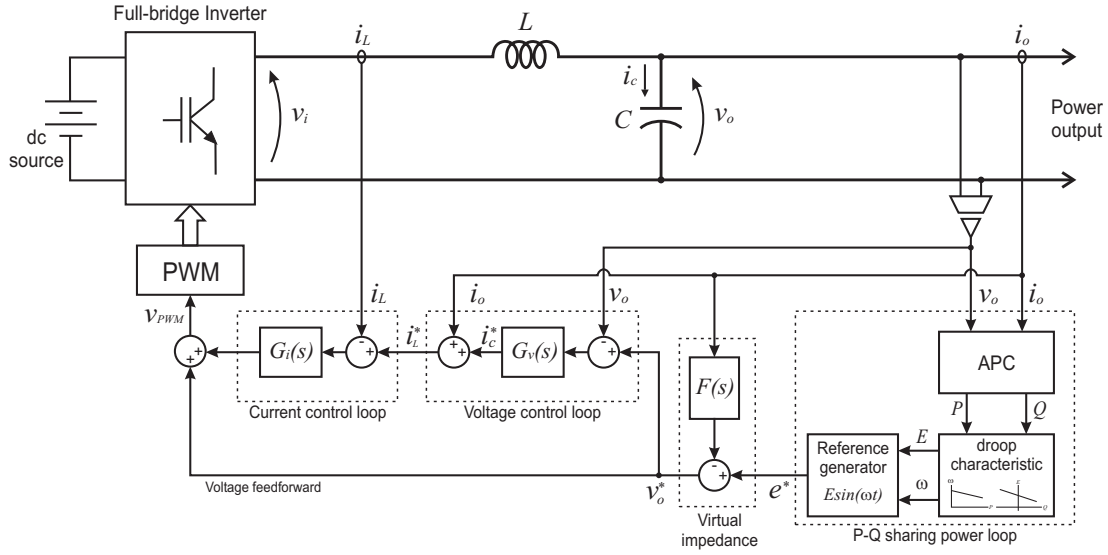 Full-bridge Inverter
i_L
L
i_o
dc
source
v_i
i_c
C
v_o
Power
output
PWM
v_PWM
i_L
i_o
v_o
v_o
i_o
G_i(s)
i_L^*
i_c^*
G_v(s)
- +
+ +
- +
+ +
Current control loop
Voltage control loop
F(s)
APC
P
Q
Reference
generator
Esin(ωt)
E
ω
droop
characteristic
ω
P
E
Q
Voltage feedforward
v_o^*
- +
e^*
Virtual
impedance
P-Q sharing power loop